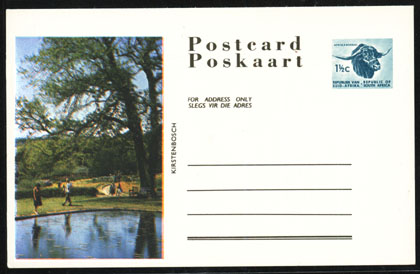 Postcard
Poskaart
FOR ADDRESS ONLY
SLEGS VIR DIE ADRES
KIRSTENBOSCH
1½c
REPUBLIEK VAN REPUBLIC OF
SUID-AFRIKA SOUTH AFRICA